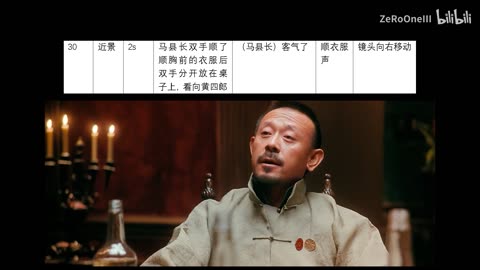 ZeRoOneIII bilibili
30 近景 2s 马县长双手顺了 (马县长) 客气了 顺衣服 镜头向右移动
顺胸前的衣服后 声
双手分开放在桌
子上，看向黄四郎